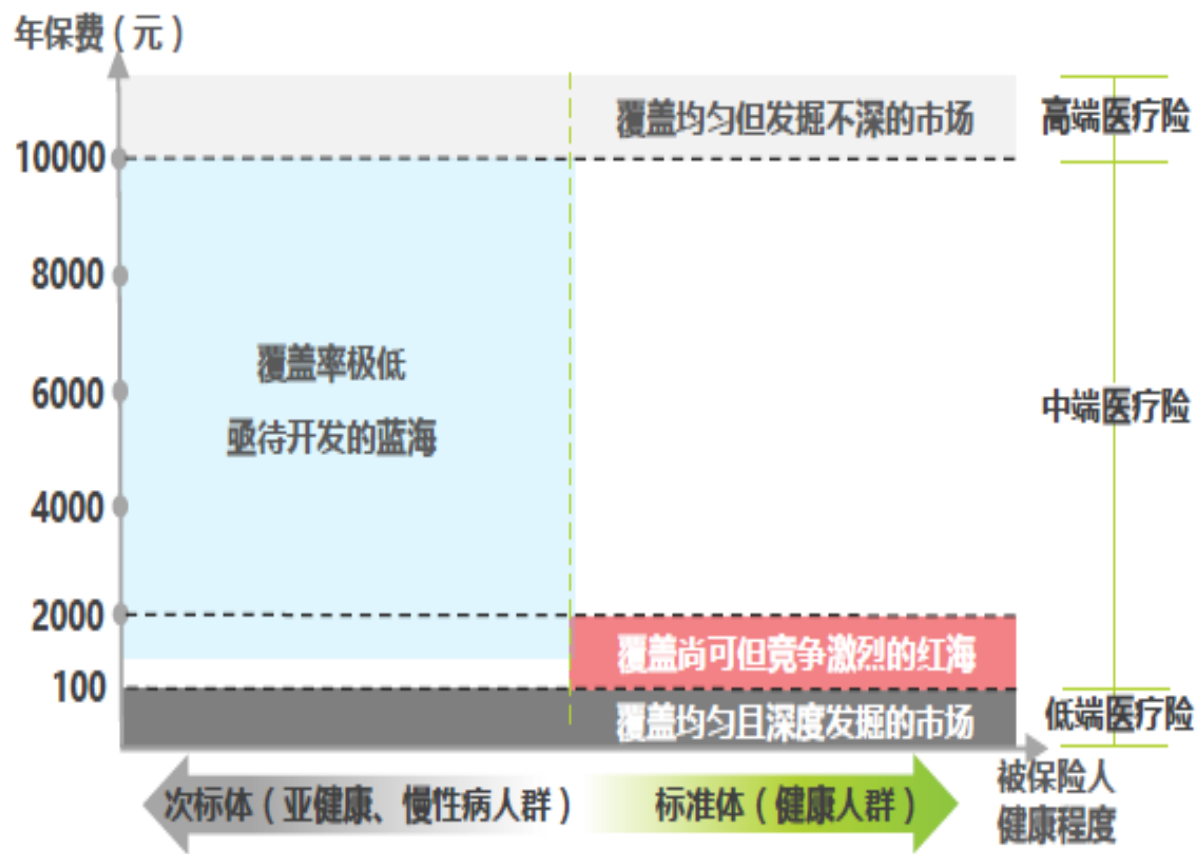 年保费（元）
覆盖均匀但发掘不深的市场
高端医疗险
10000
8000
覆盖率极低
6000
中端医疗险
亟待开发的蓝海
4000
2000
覆盖尚可但竞争激烈的红海
100
覆盖均匀且深度发掘的市场
低端医疗险
次标体（亚健康、慢性病人群）
标准体（健康人群）
被保险人
健康程度